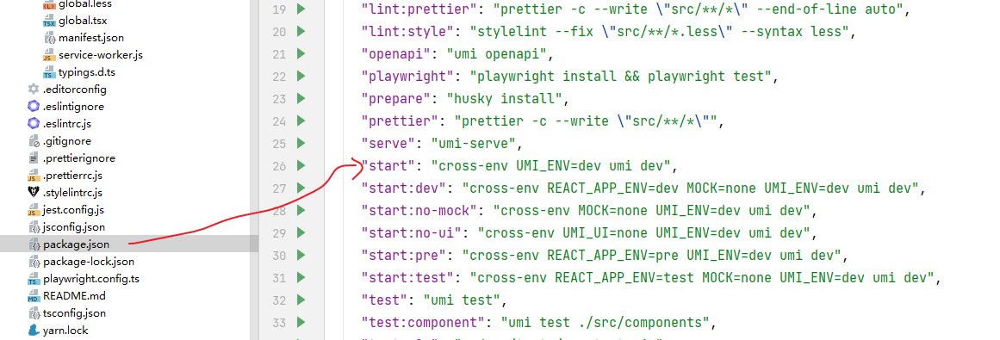 global.less
global.tsx
manifest.json
service-worker.js
typings.d.ts
.editorconfig
.eslintignore
.eslintrc.js
.gitignore
.prettierignore
.prettierrc.js
.stylelintrc.js
jest.config.js
jsconfig.json
package.json
package-lock.json
playwright.config.ts
README.md
tsconfig.json
yarn.lock
19 "lint:prettier": "prettier -c --write \"src/**/*\" --end-of-line auto",
20 "lint:style": "stylelint --fix \"src/**/*.less\" --syntax less",
21 "openapi": "umi openapi",
22 "playwright": "playwright install && playwright test",
23 "prepare": "husky install",
24 "prettier": "prettier -c --write \"src/**/*\"",
25 "serve": "umi-serve",
26 "start": "cross-env UMI_ENV=dev umi dev",
27 "start:dev": "cross-env REACT_APP_ENV=dev MOCK=none UMI_ENV=dev umi dev",
28 "start:no-mock": "cross-env MOCK=none UMI_ENV=dev umi dev",
29 "start:no-ui": "cross-env UMI_UI=none UMI_ENV=dev umi dev",
30 "start:pre": "cross-env REACT_APP_ENV=pre UMI_ENV=dev umi dev",
31 "start:test": "cross-env REACT_APP_ENV=test MOCK=none UMI_ENV=dev umi dev",
32 "test": "umi test",
33 "test:component": "umi test ./src/components",